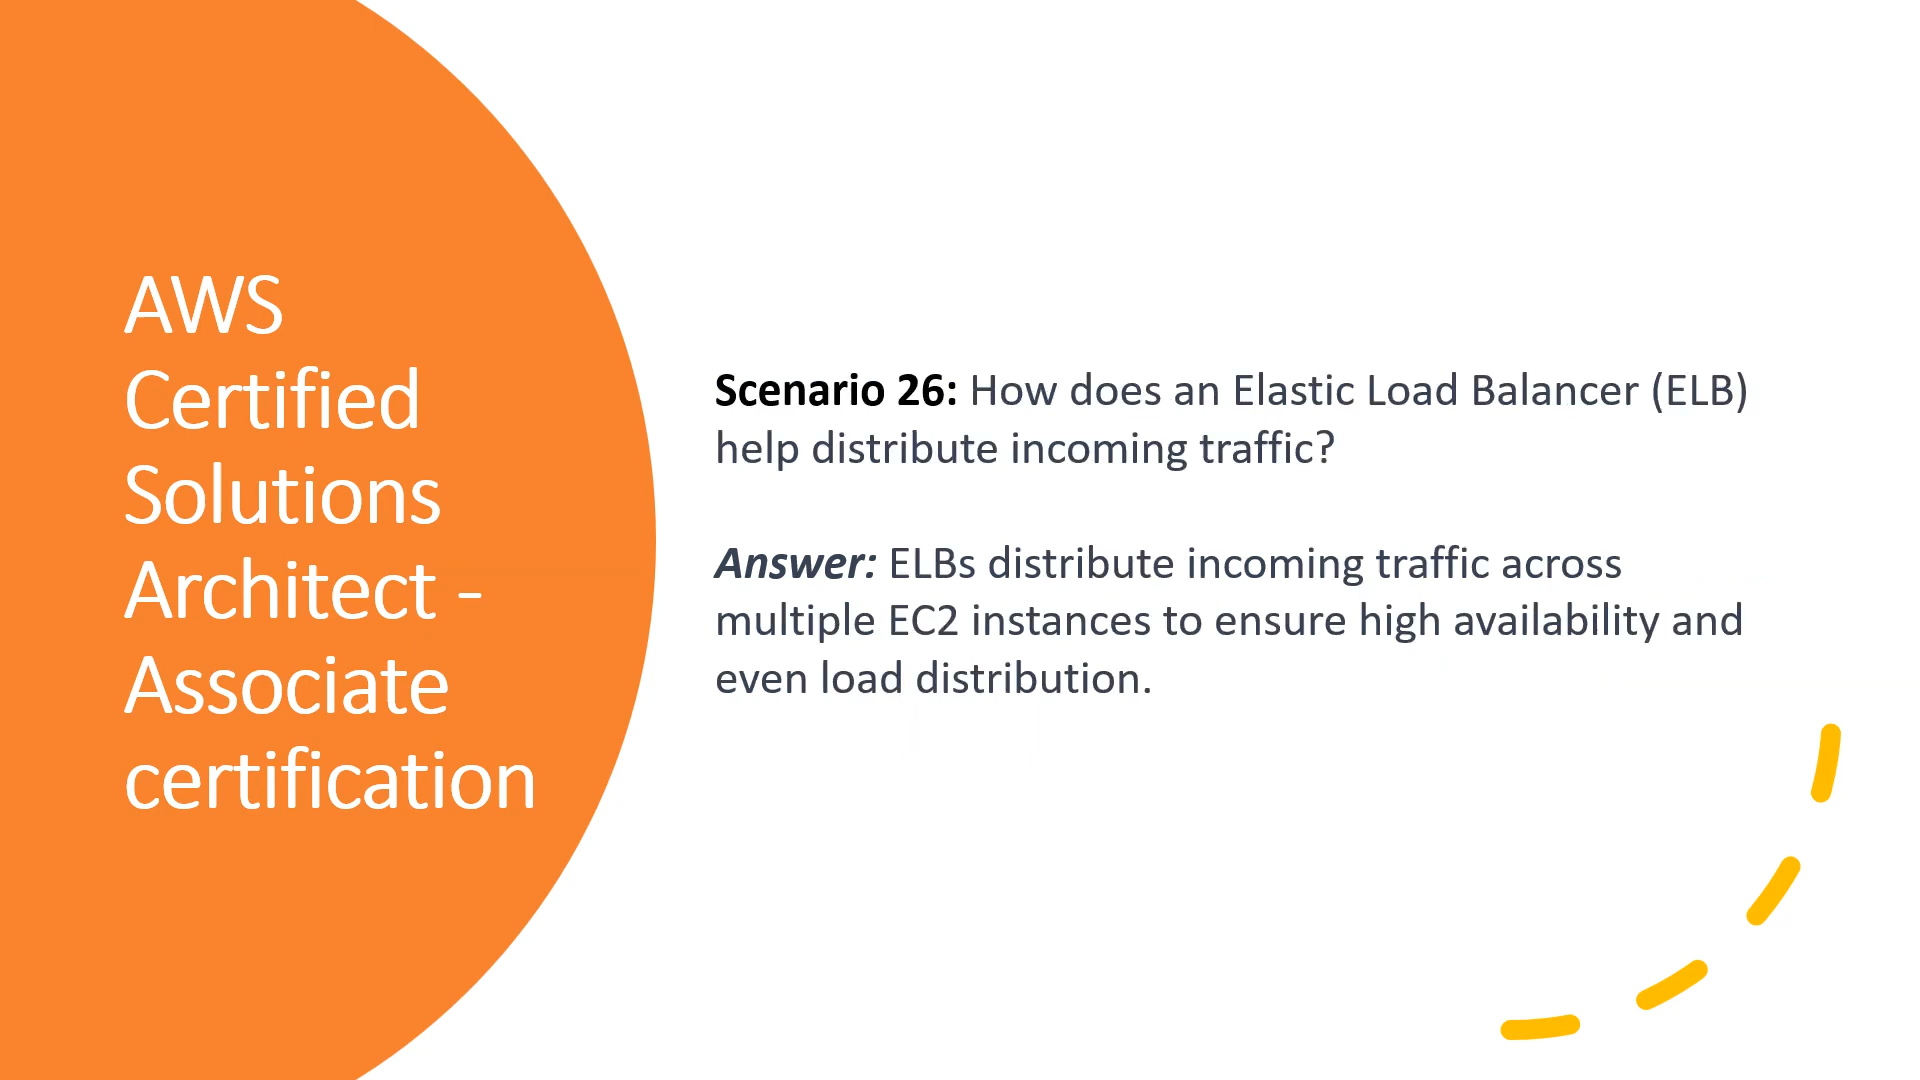 AWS
Certified
Solutions
Architect -
Associate
certification
Scenario 26: How does an Elastic Load Balancer (ELB)
help distribute incoming traffic?
Answer: ELBs distribute incoming traffic across
multiple EC2 instances to ensure high availability and
even load distribution.